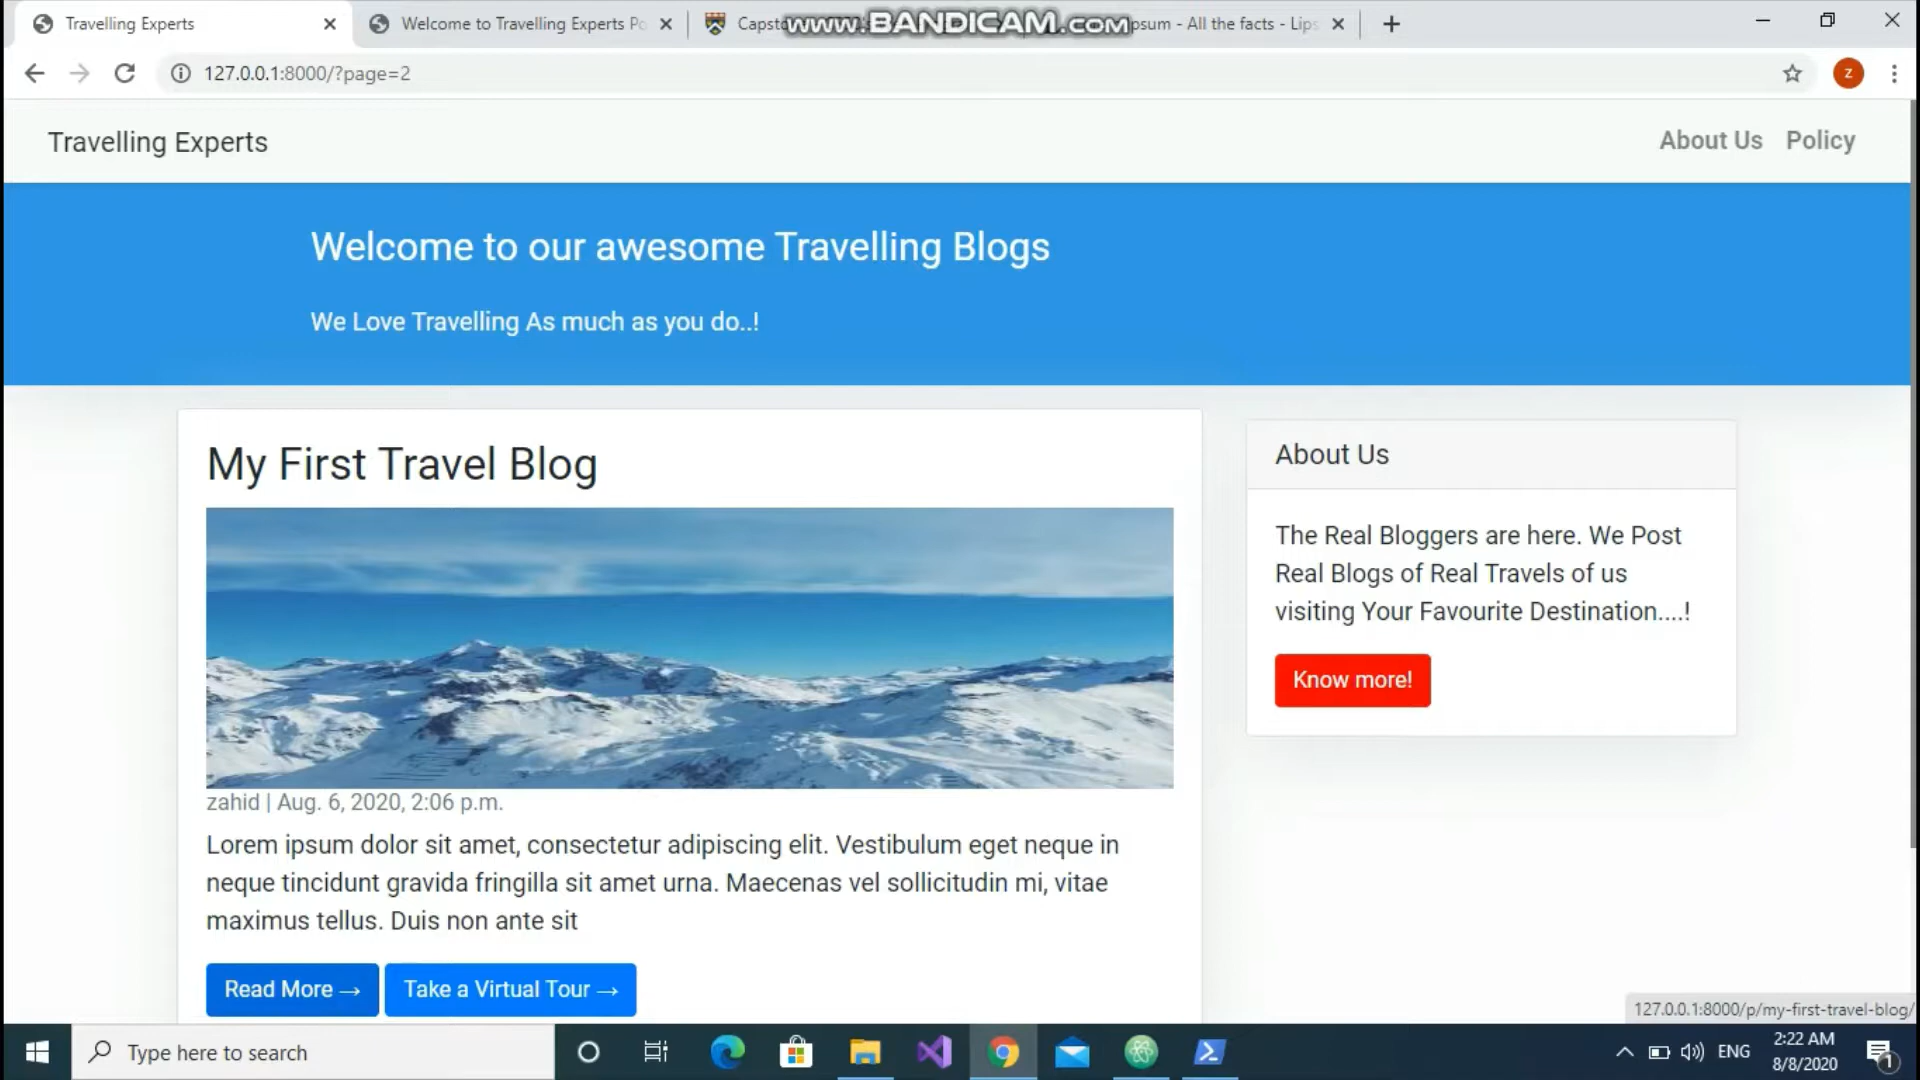 Travelling Experts
Welcome to Travelling Experts Po
Capst
www.BANDICAM.com
psum - All the facts - Lips
127.0.0.1:8000/?page=2
z
Travelling Experts
About Us
Policy
Welcome to our awesome Travelling Blogs
We Love Travelling As much as you do..!
My First Travel Blog
zahid | Aug. 6, 2020, 2:06 p.m.
Lorem ipsum dolor sit amet, consectetur adipiscing elit. Vestibulum eget neque in
neque tincidunt gravida fringilla sit amet urna. Maecenas vel sollicitudin mi, vitae
maximus tellus. Duis non ante sit
Read More →
Take a Virtual Tour →
About Us
The Real Bloggers are here. We Post
Real Blogs of Real Travels of us
visiting Your Favourite Destination....!
Know more!
127.0.0.1:8000/p/my-first-travel-blog/
Type here to search
ENG
2:22 AM
8/8/2020
1